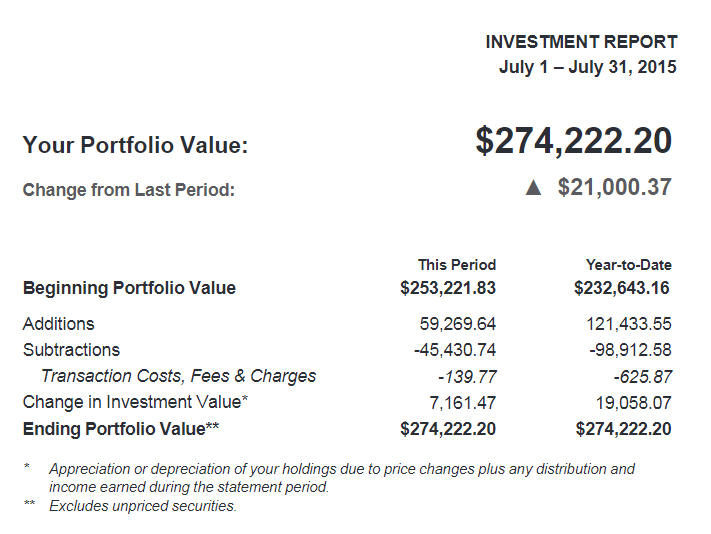 INVESTMENT REPORT
July 1 – July 31, 2015
Your Portfolio Value: $274,222.20
Change from Last Period: ▲ $21,000.37
This Period Year-to-Date
Beginning Portfolio Value $253,221.83 $232,643.16
Additions 59,269.64 121,433.55
Subtractions -45,430.74 -98,912.58
Transaction Costs, Fees & Charges -139.77 -625.87
Change in Investment Value* 7,161.47 19,058.07
Ending Portfolio Value** $274,222.20 $274,222.20
* Appreciation or depreciation of your holdings due to price changes plus any distribution and
income earned during the statement period.
** Excludes unpriced securities.